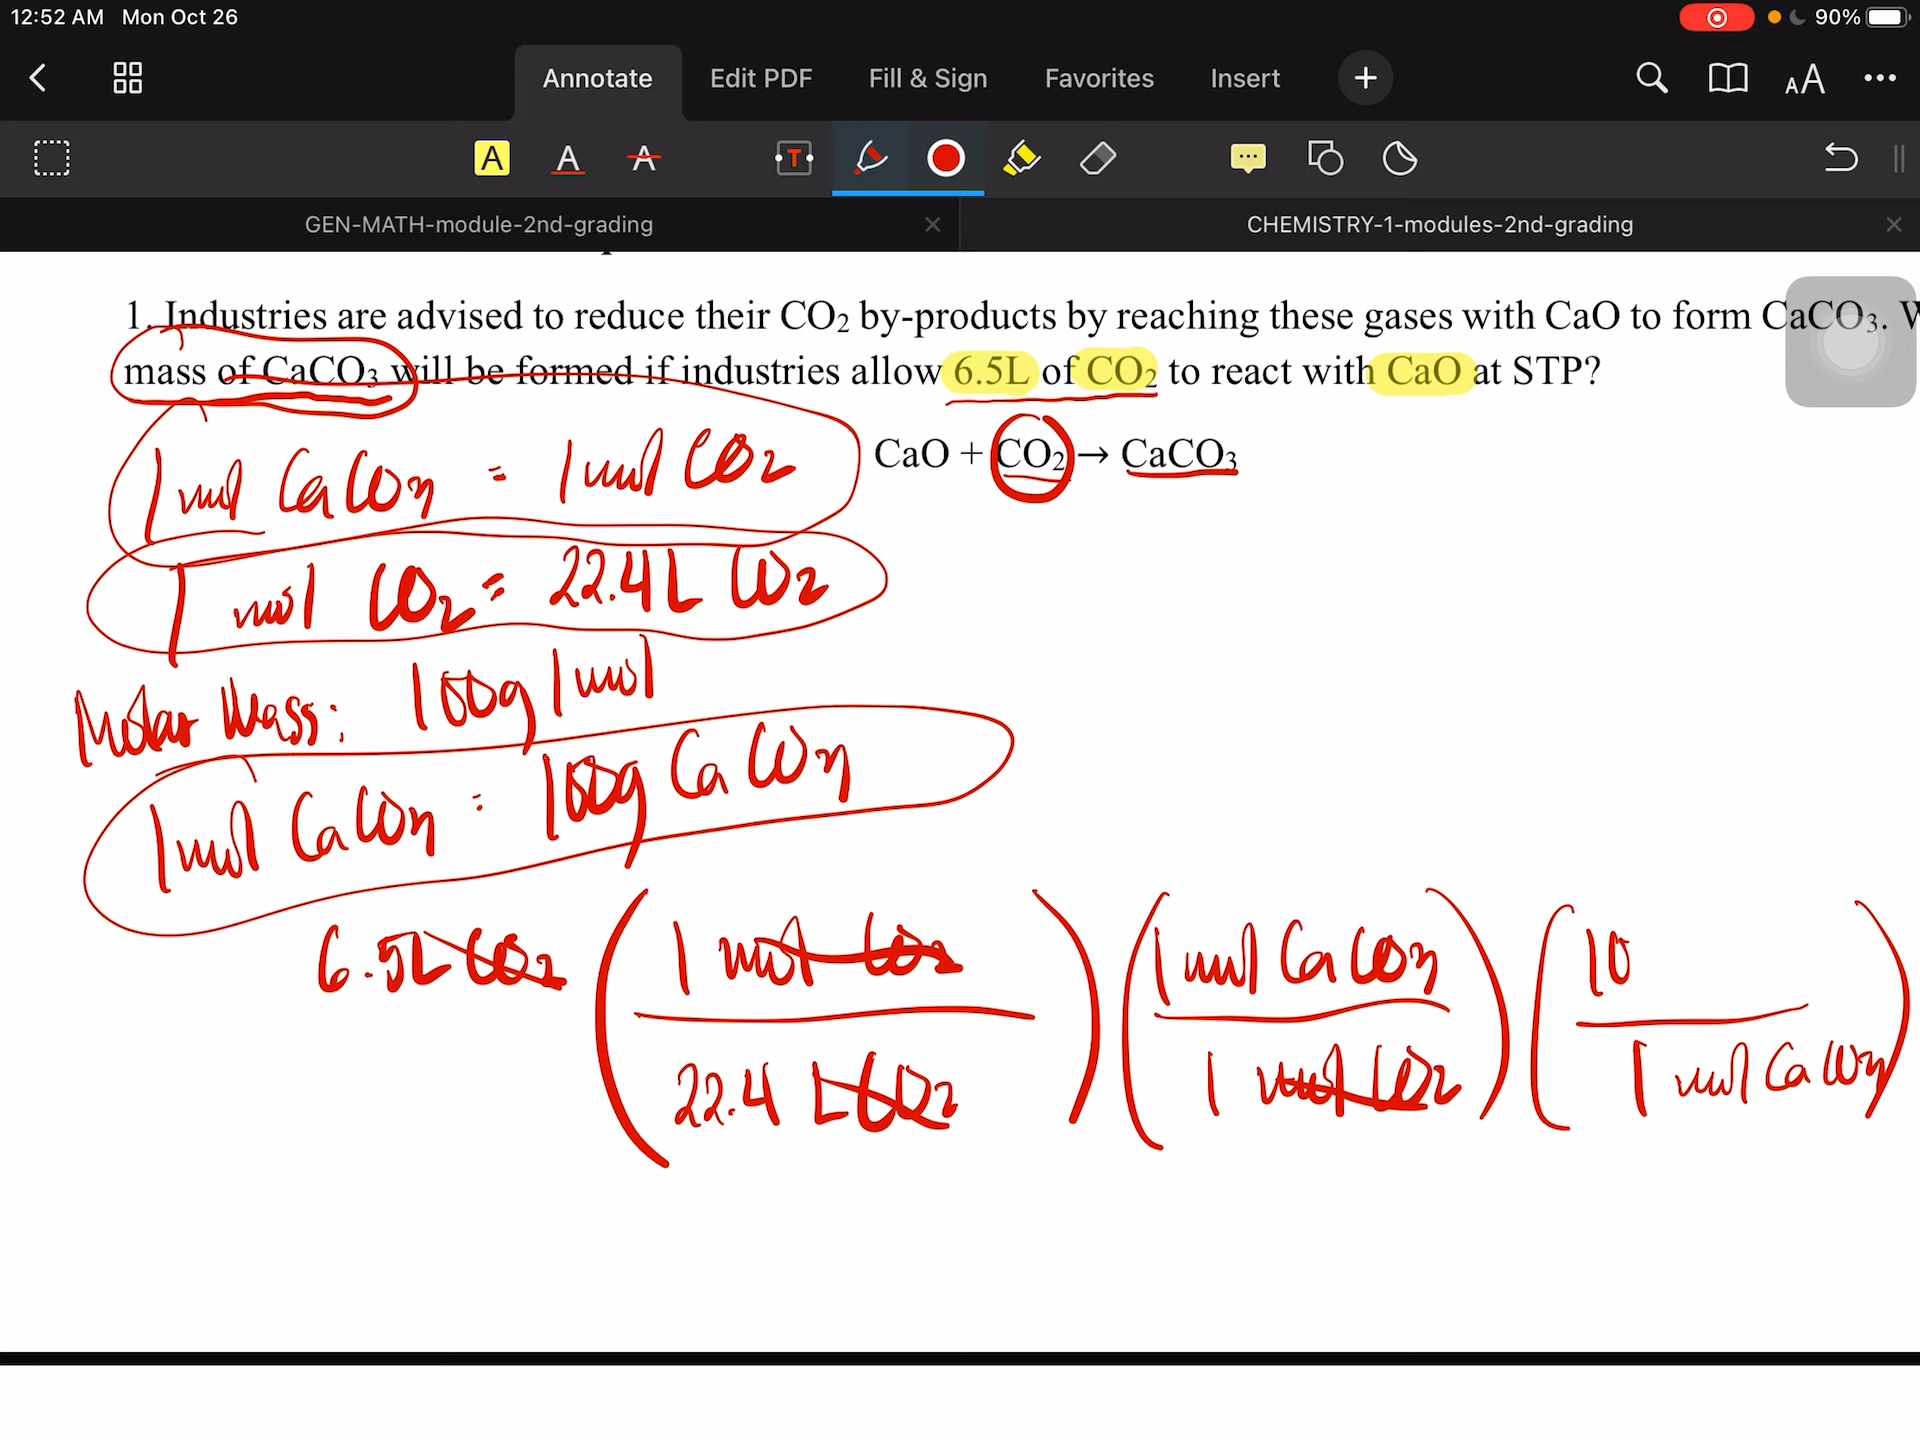 12:52 AM Mon Oct 26
90%
Annotate Edit PDF Fill & Sign Favorites Insert
GEN-MATH-module-2nd-grading
CHEMISTRY-1-modules-2nd-grading
1. Industries are advised to reduce their CO₂ by-products by reaching these gases with CaO to form CaCO₃. W
mass of CaCO₃ will be formed if industries allow 6.5L of CO₂ to react with CaO at STP?
CaO + CO₂ → CaCO₃
1 mol CaCO₃ = 1 mol CO₂
1 mol CO₂ = 22.4 L CO₂
Molar Mass: 100g/mol
1 mol CaCO₃ = 100g CaCO₃
6.5L CO₂ ( 1 mol CO₂ ) ( 1 mol CaCO₃ ) ( 10 )
22.4 L CO₂ 1 mol CO₂ 1 mol CaCO₃